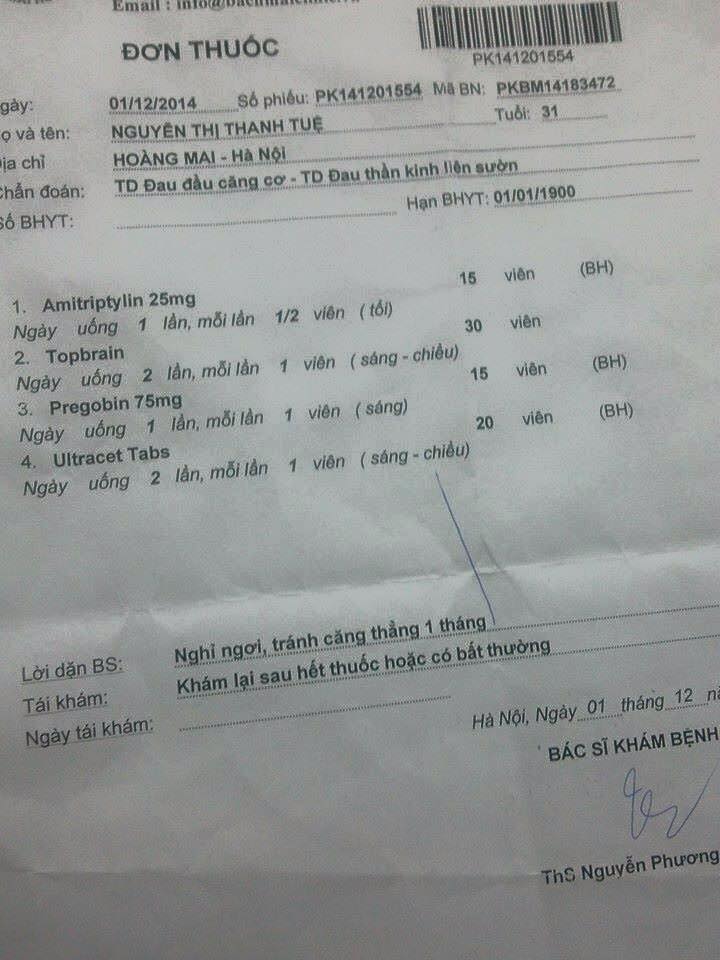 Email : info@
ĐƠN THUỐC
PK141201554
gày: 01/12/2014 Số phiếu: PK141201554 Mã BN: PKBM14183472
ọ và tên: NGUYỄN THỊ THANH TUỆ Tuổi: 31
ịa chỉ HOÀNG MAI - Hà Nội
Chẩn đoán: TD Đau đầu căng cơ - TD Đau thần kinh liên sườn
Số BHYT: Hạn BHYT: 01/01/1900
1. Amitriptylin 25mg 15 viên (BH)
Ngày uống 1 lần, mỗi lần 1/2 viên ( tối)
2. Topbrain 30 viên
Ngày uống 2 lần, mỗi lần 1 viên ( sáng - chiều)
3. Pregobin 75mg 15 viên (BH)
Ngày uống 1 lần, mỗi lần 1 viên ( sáng)
4. Ultracet Tabs 20 viên (BH)
Ngày uống 2 lần, mỗi lần 1 viên ( sáng - chiều)
Lời dặn BS: Nghỉ ngơi, tránh căng thẳng 1 tháng
Tái khám: Khám lại sau hết thuốc hoặc có bất thường
Ngày tái khám:
Hà Nội, Ngày 01 tháng 12 nă
BÁC SĨ KHÁM BỆNH
ThS Nguyễn Phương